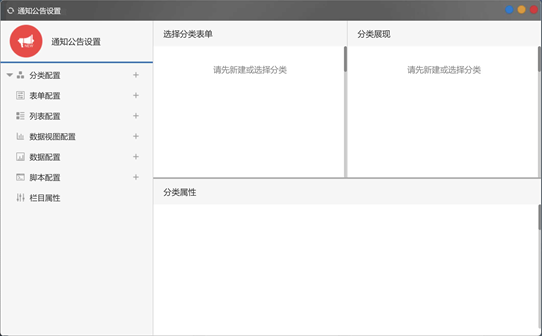 通知公告设置
通知公告设置
选择分类表单
分类展现
请先新建或选择分类
请先新建或选择分类
分类配置
表单配置
列表配置
数据视图配置
数据配置
脚本配置
栏目属性
分类属性